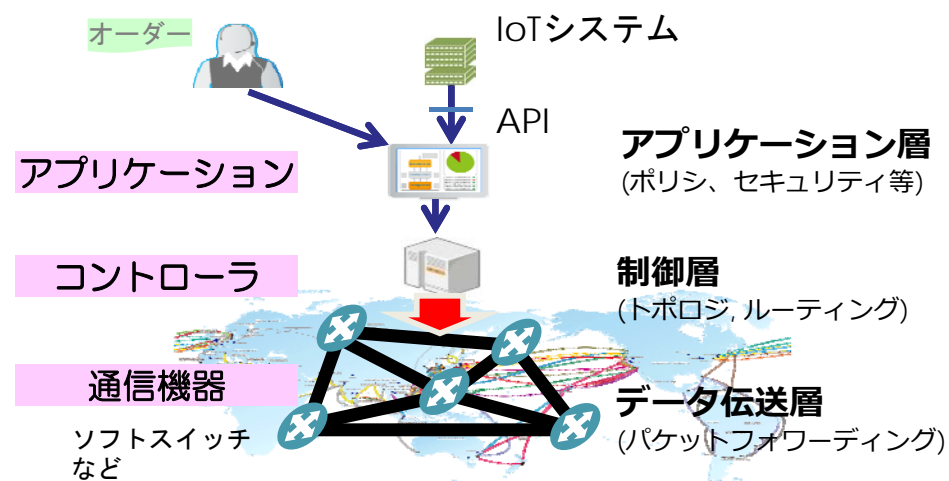 オーダー
IoTシステム
API
アプリケーション
アプリケーション層
(ポリシ、セキュリティ等)
コントローラ
制御層
(トポロジ, ルーティング)
通信機器
データ伝送層
(パケットフォワーディング)
ソフトスイッチ
など